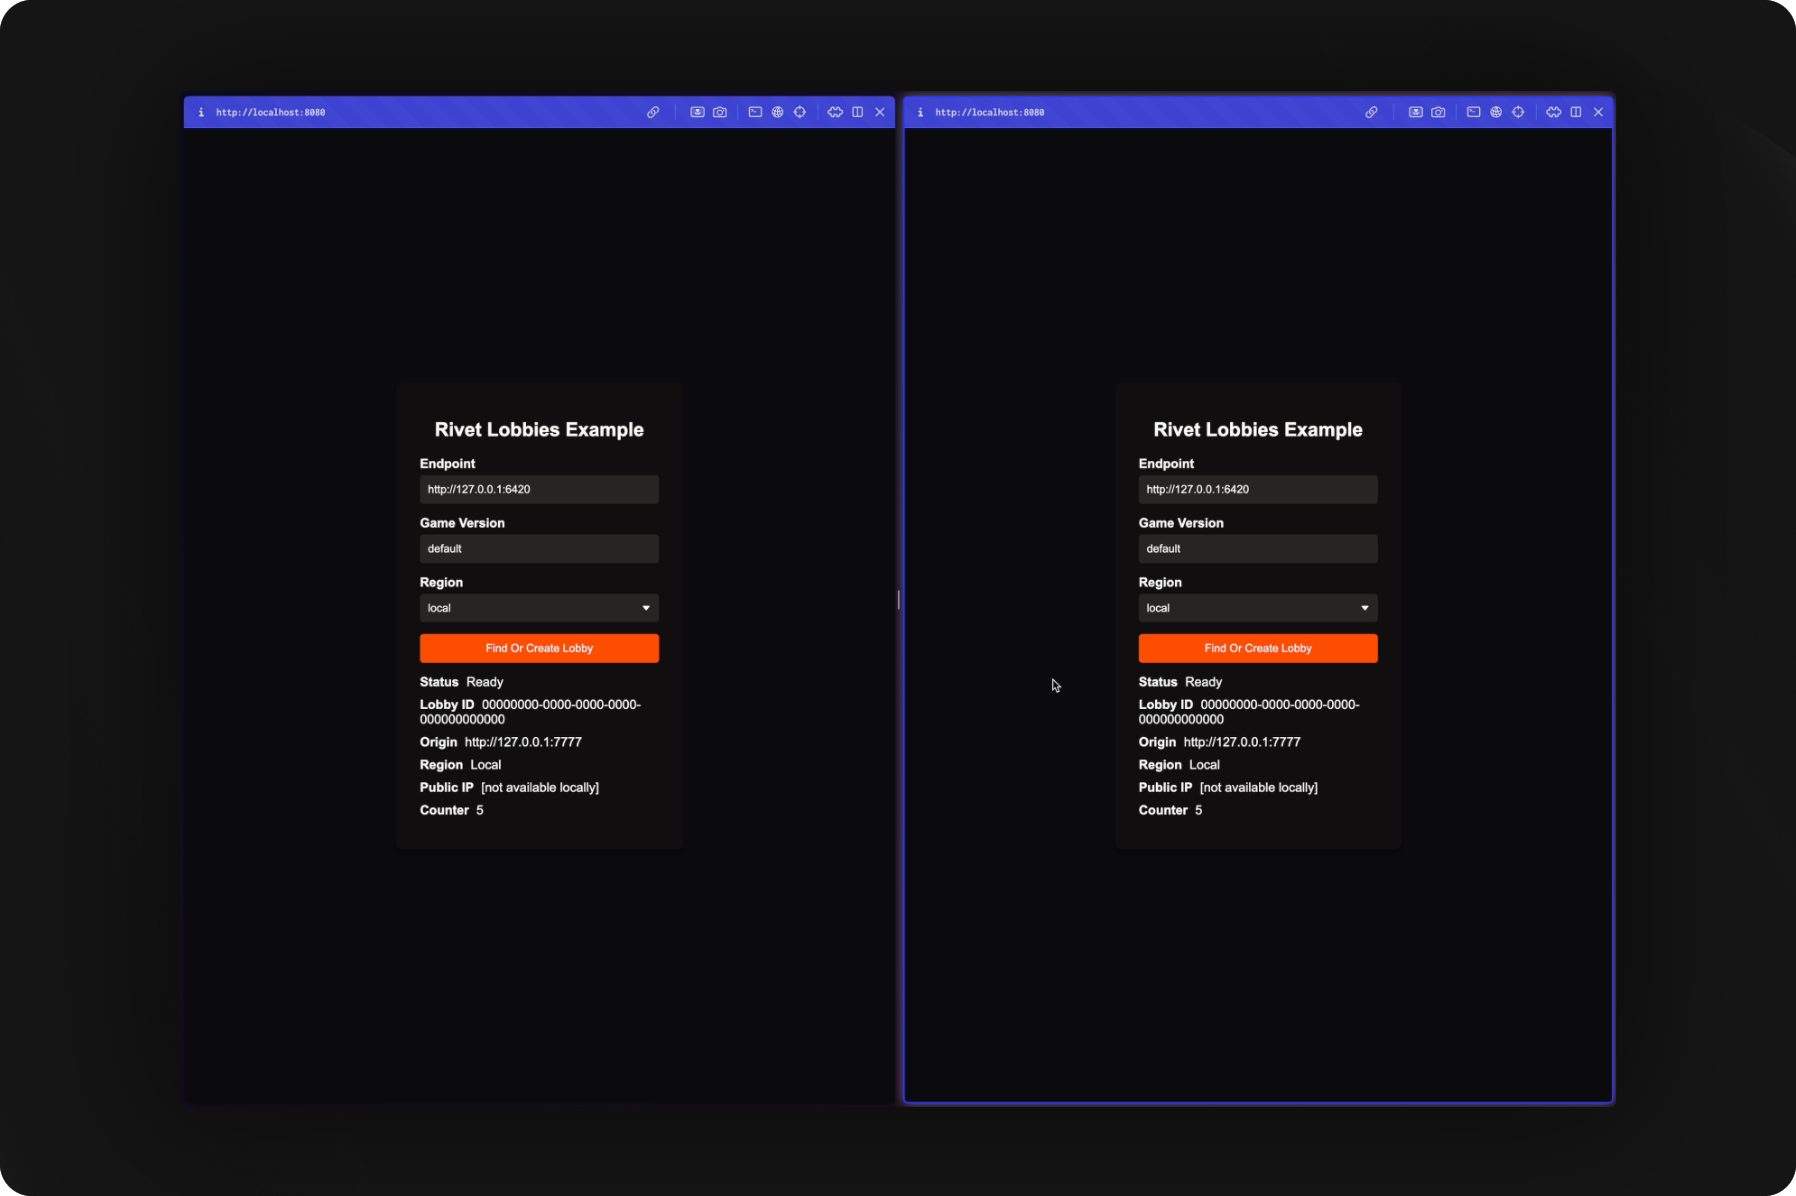 http://localhost:8080
Rivet Lobbies Example
Endpoint
http://127.0.0.1:6420
Game Version
default
Region
local
Find Or Create Lobby
Status Ready
Lobby ID 00000000-0000-0000-0000-
000000000000
Origin http://127.0.0.1:7777
Region Local
Public IP [not available locally]
Counter 5
http://localhost:8080
Rivet Lobbies Example
Endpoint
http://127.0.0.1:6420
Game Version
default
Region
local
Find Or Create Lobby
Status Ready
Lobby ID 00000000-0000-0000-0000-
000000000000
Origin http://127.0.0.1:7777
Region Local
Public IP [not available locally]
Counter 5